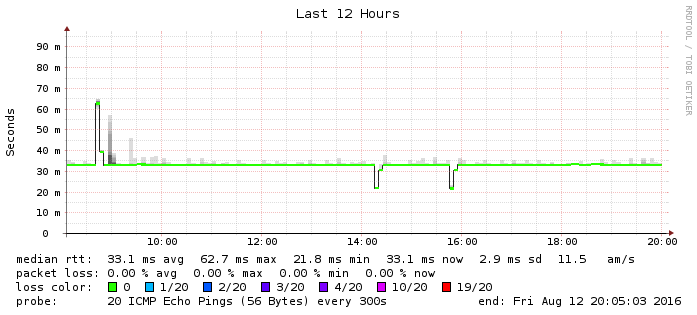 Last 12 Hours
RRDTOOL / TOBI OETIKER
Seconds
90 m
80 m
70 m
60 m
50 m
40 m
30 m
20 m
10 m
0
10:00 12:00 14:00 16:00 18:00 20:00
median rtt: 33.1 ms avg 62.7 ms max 21.8 ms min 33.1 ms now 2.9 ms sd 11.5 am/s
packet loss: 0.00 % avg 0.00 % max 0.00 % min 0.00 % now
loss color: 0 1/20 2/20 3/20 4/20 10/20 19/20
probe: 20 ICMP Echo Pings (56 Bytes) every 300s end: Fri Aug 12 20:05:03 2016